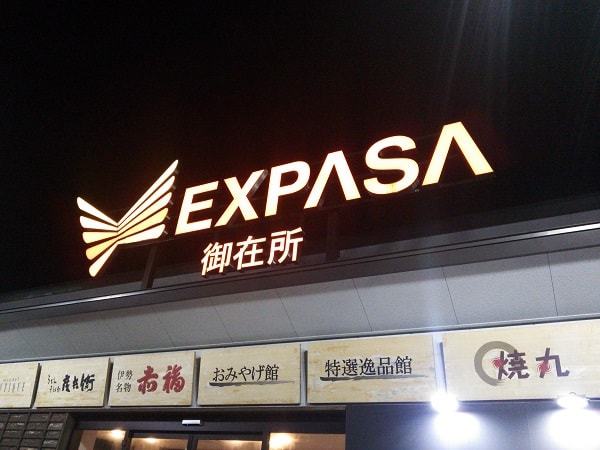 EXPASA
御在所
伊勢名物
赤福
おみやげ館
特選逸品館
焼丸